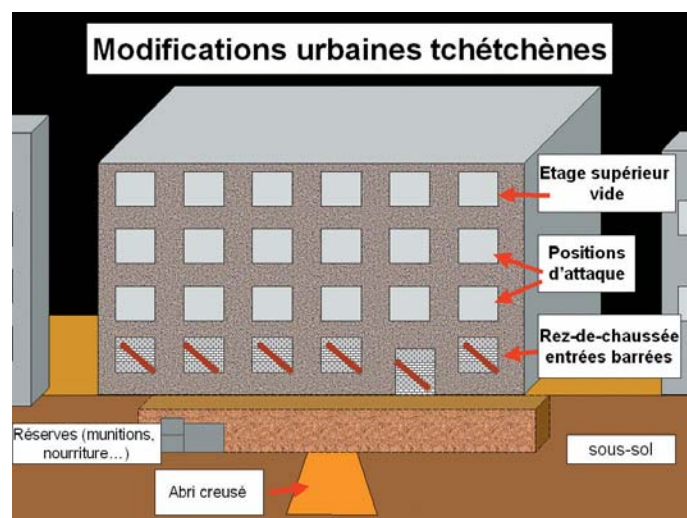 Modifications urbaines tchétchènes
Etage supérieur
vide
Positions
d'attaque
Rez-de-chaussée
entrées barrées
Réserves (munitions,
nourriture…)
sous-sol
Abri creusé